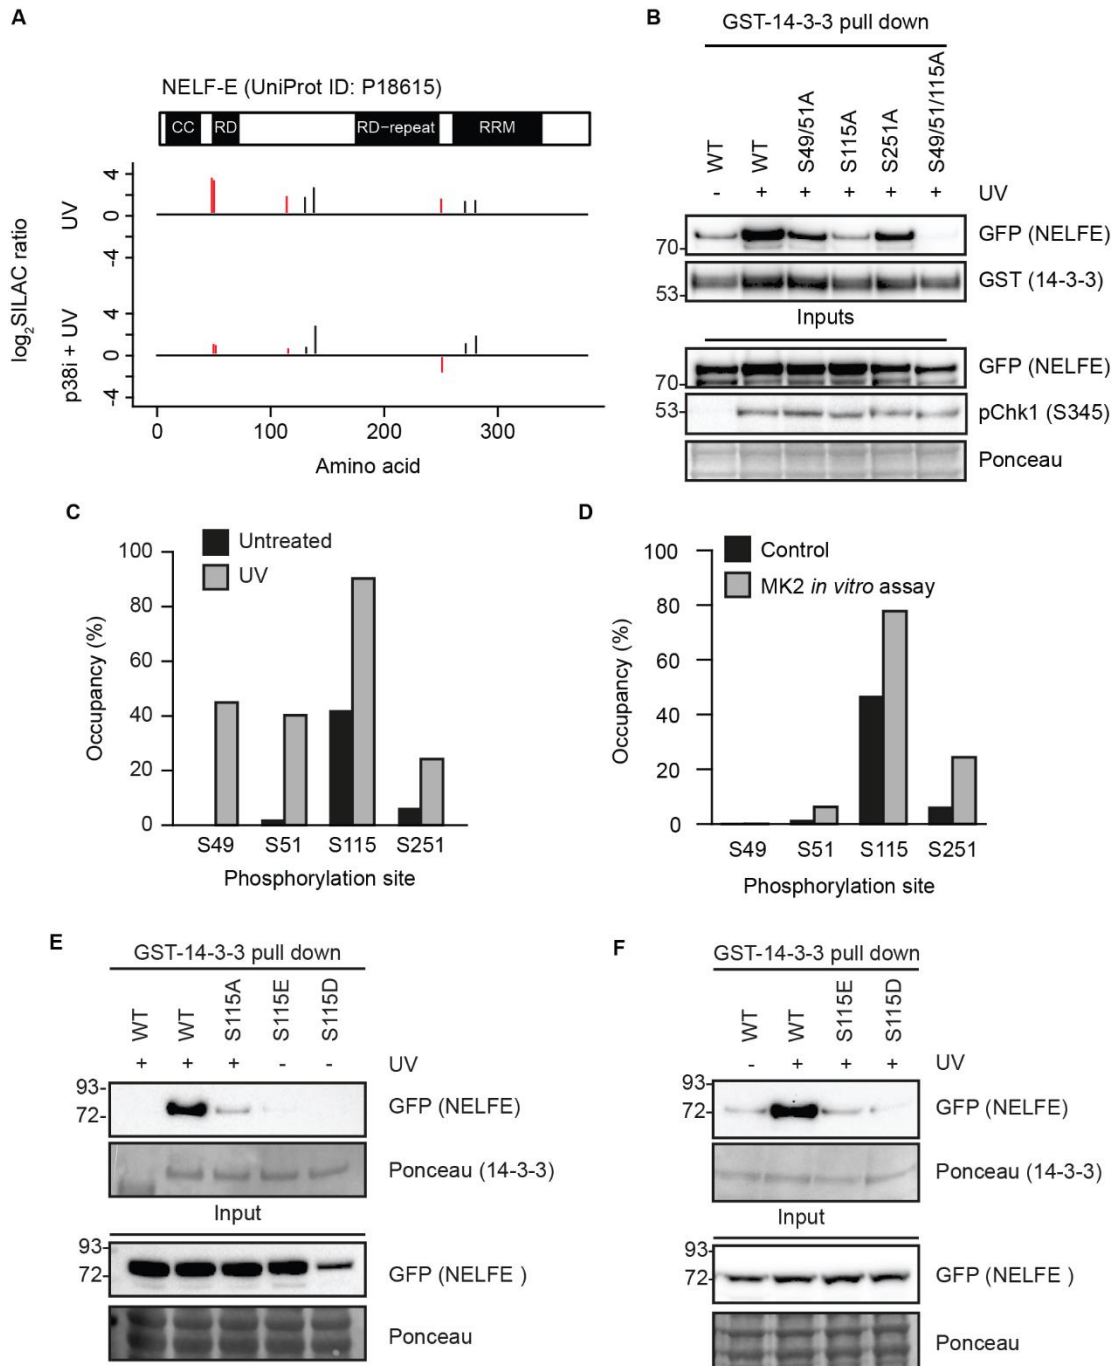 A
NELF-E (UniProt ID: P18615)
CC RD RD-repeat RRM
log2SILAC ratio
UV
4
0
-4
p38i + UV
4
0
-4
0 100 200 300
Amino acid
B
GST-14-3-3 pull down
WT WT S49/51A S115A S251A S49/51/115A
- + + + + + UV
70- GFP (NELFE)
53- GST (14-3-3)
Inputs
70- GFP (NELFE)
53- pChk1 (S345)
Ponceau
C
Untreated
UV
Occupancy (%)
100
80
60
40
20
0
S49 S51 S115 S251
Phosphorylation site
D
Control
MK2 in vitro assay
Occupancy (%)
100
80
60
40
20
0
S49 S51 S115 S251
Phosphorylation site
E
GST-14-3-3 pull down
WT WT S115A S115E S115D
+ + + - - UV
93-
72- GFP (NELFE)
Ponceau (14-3-3)
Input
93-
72- GFP (NELFE )
Ponceau
F
GST-14-3-3 pull down
WT WT S115E S115D
- + + + UV
93-
72- GFP (NELFE)
Ponceau (14-3-3)
Input
93-
72- GFP (NELFE )
Ponceau